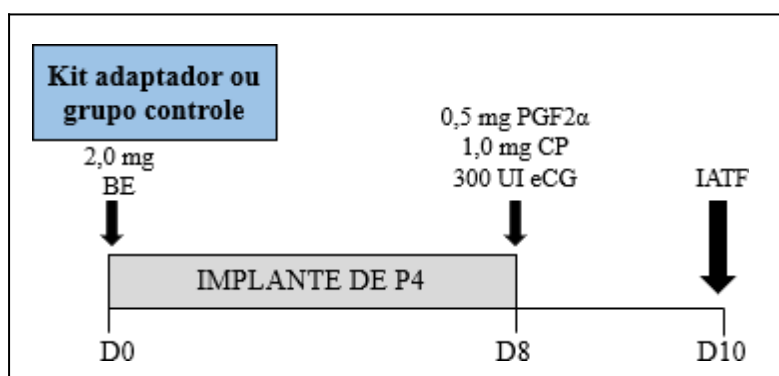 Kit adaptador ou
grupo controle
2,0 mg
BE
0,5 mg PGF2α
1,0 mg CP
300 UI eCG
IATF
IMPLANTE DE P4
D0
D8
D10